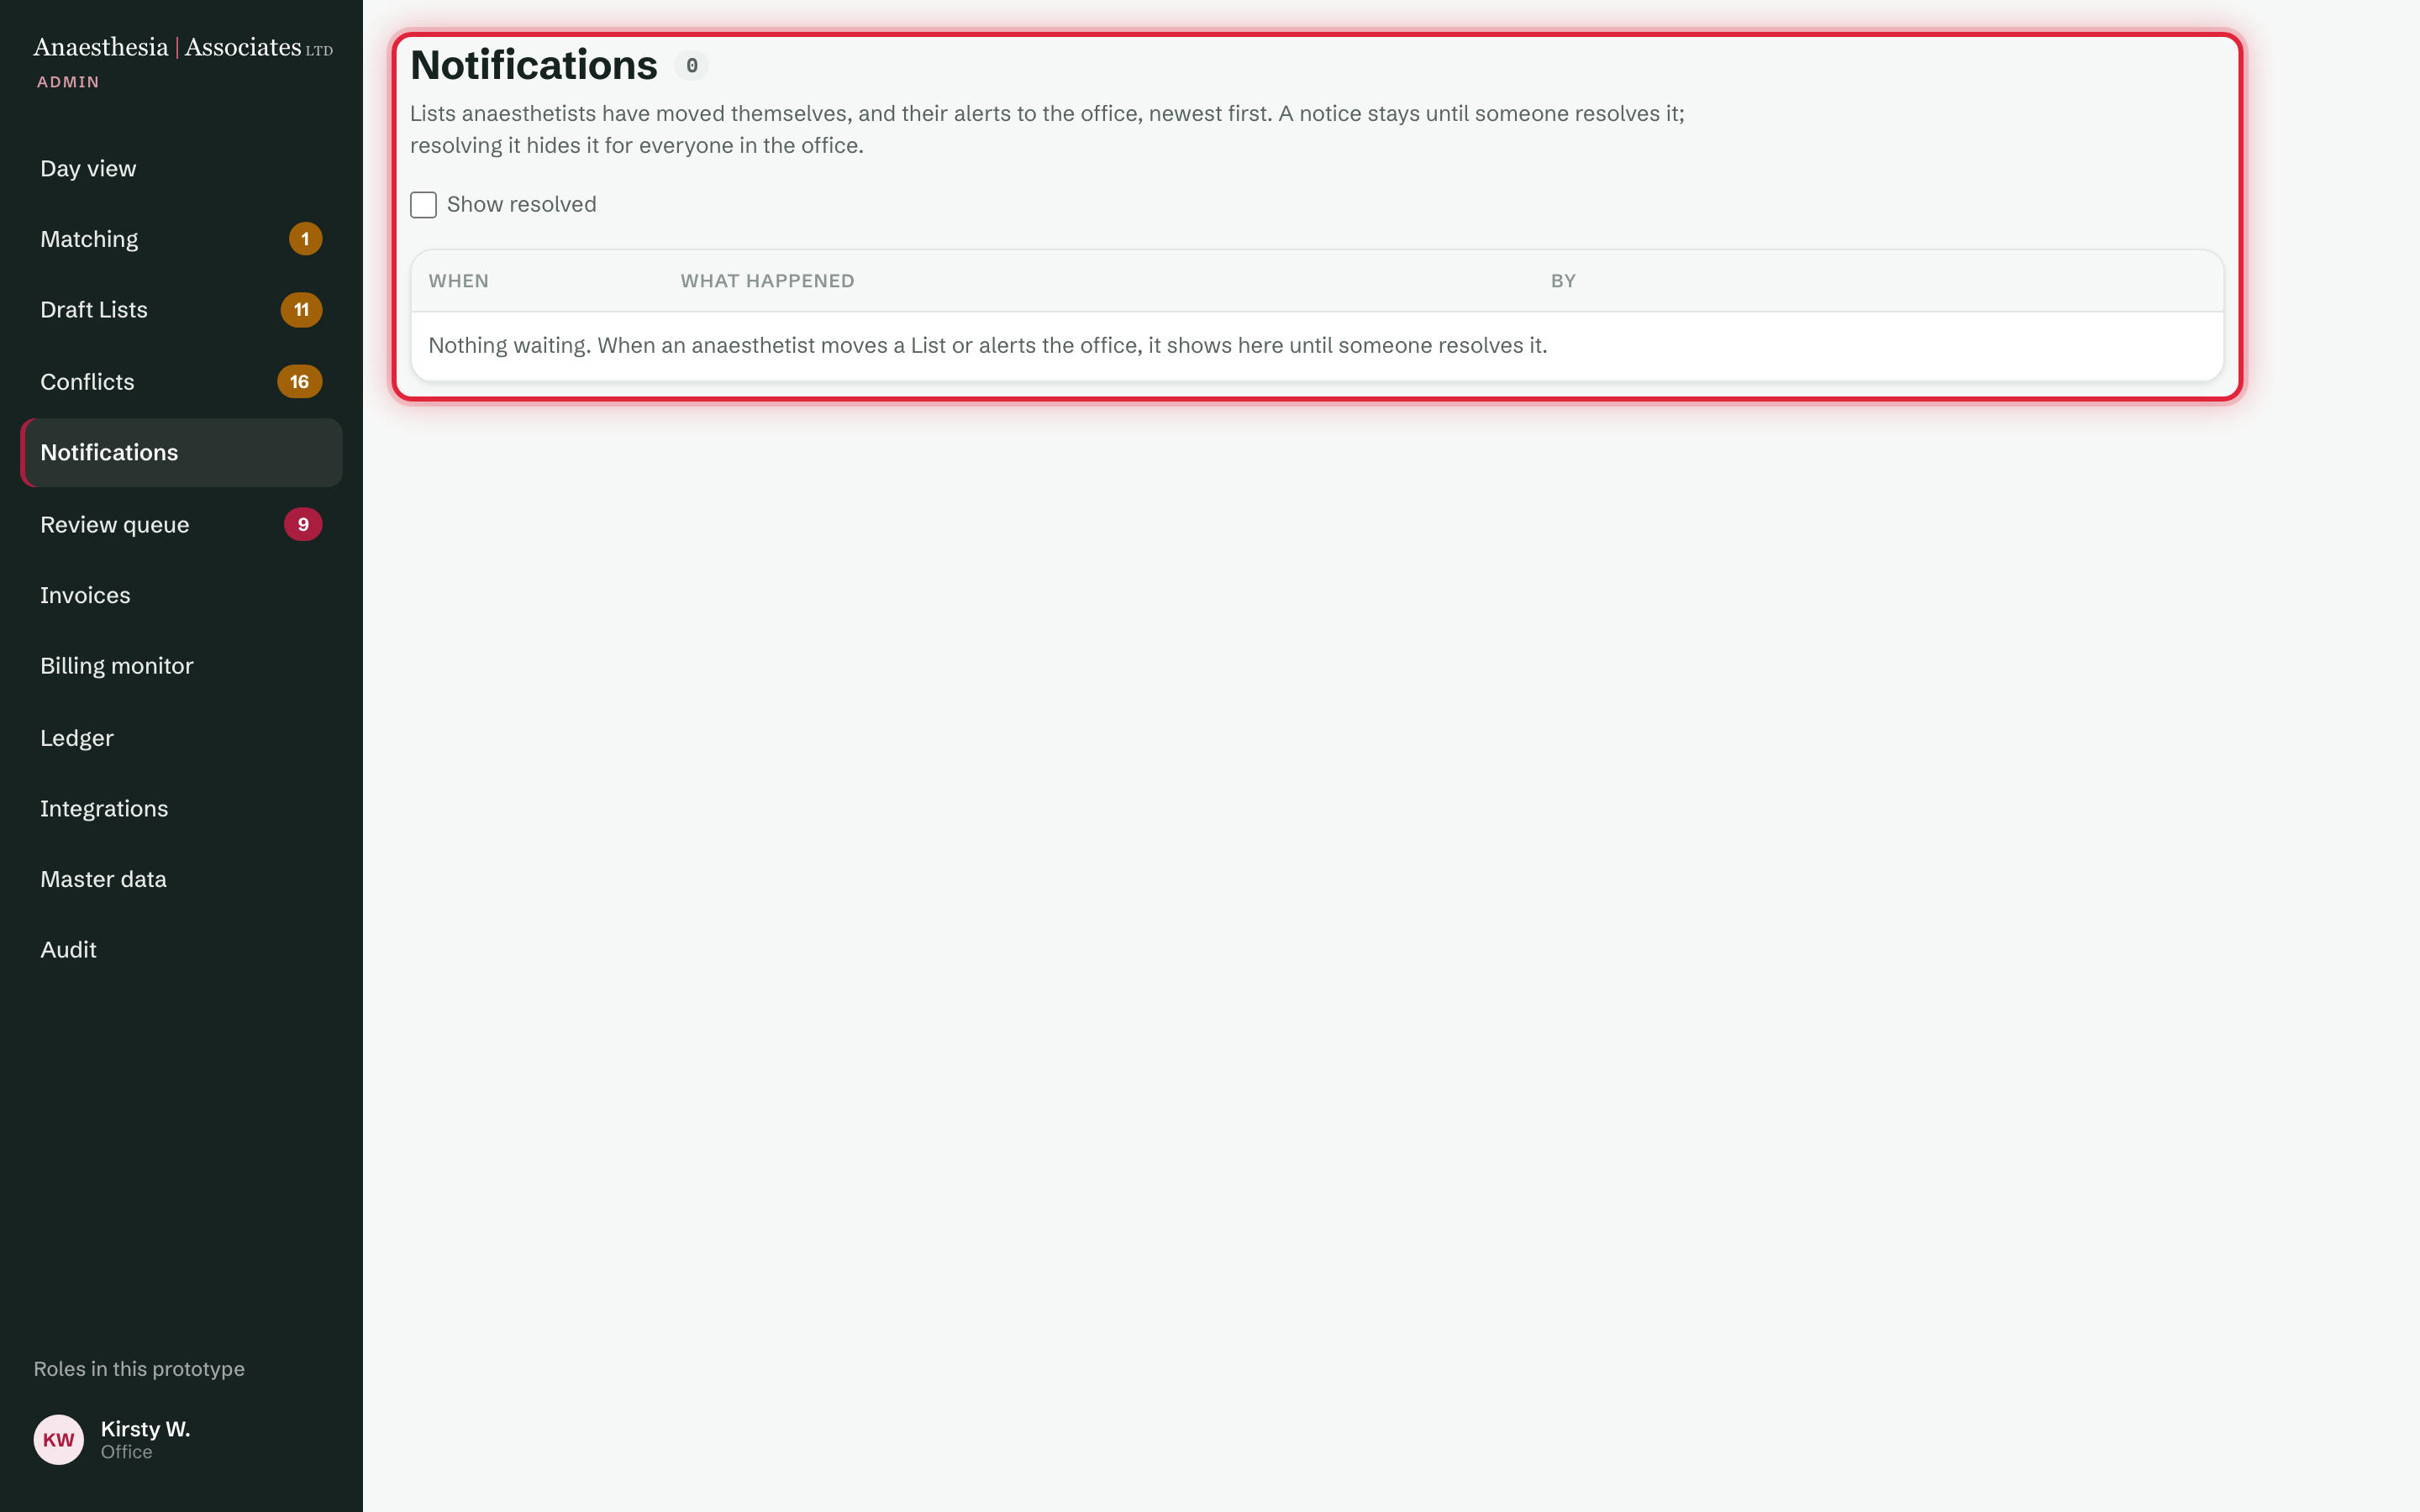 Anaesthesia | Associates LTD
ADMIN
Day view
Matching 1
Draft Lists 11
Conflicts 16
Notifications
Review queue 9
Invoices
Billing monitor
Ledger
Integrations
Master data
Audit
Roles in this prototype
KW
Kirsty W.
Office
Notifications 0
Lists anaesthetists have moved themselves, and their alerts to the office, newest first. A notice stays until someone resolves it;
resolving it hides it for everyone in the office.
Show resolved
WHEN WHAT HAPPENED BY
Nothing waiting. When an anaesthetist moves a List or alerts the office, it shows here until someone resolves it.